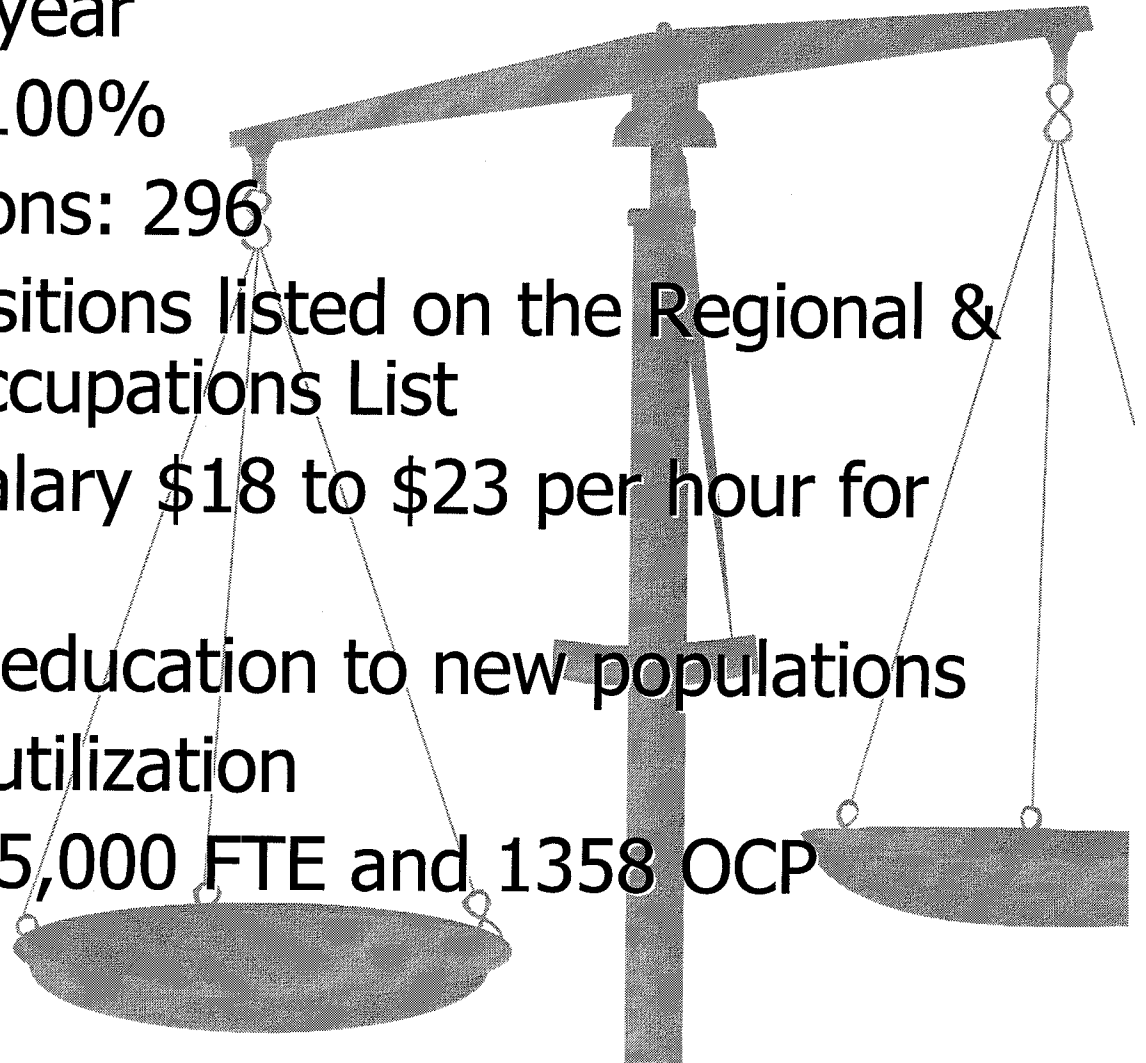 year
100%
ons: 296
sitions listed on the Regional &
ccupations List
alary $18 to $23 per hour for
education to new populations
utilization
5,000 FTE and 1358 OCP